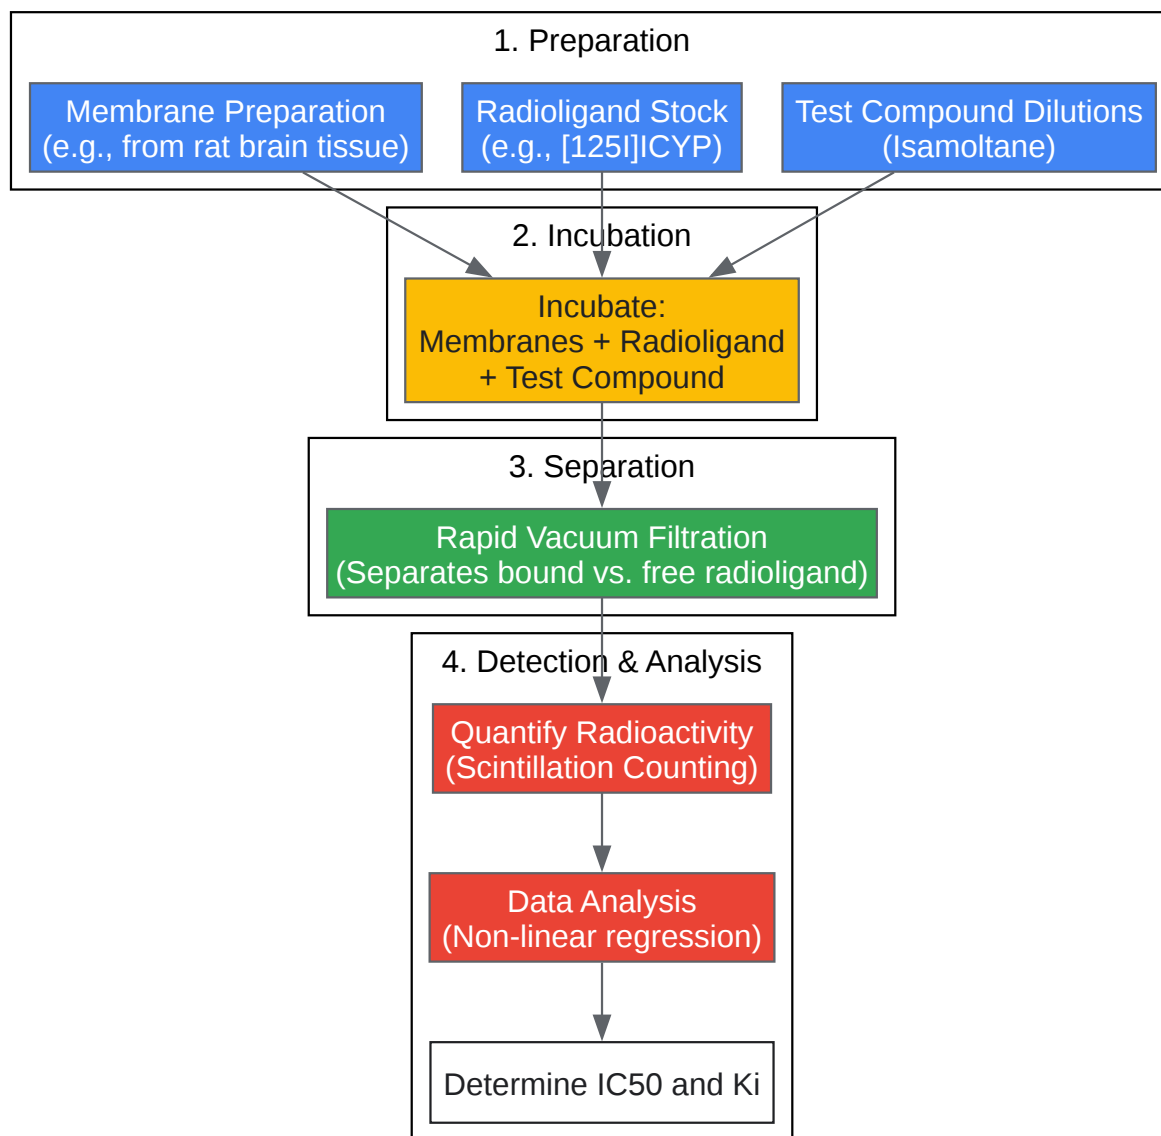 1. Preparation
Membrane Preparation
(e.g., from rat brain tissue)
Radioligand Stock
(e.g., [125I]ICYP)
Test Compound Dilutions
(Isamoltane)
2. Incubation
Incubate:
Membranes + Radioligand
+ Test Compound
3. Separation
Rapid Vacuum Filtration
(Separates bound vs. free radioligand)
4. Detection & Analysis
Quantify Radioactivity
(Scintillation Counting)
Data Analysis
(Non-linear regression)
Determine IC50 and Ki